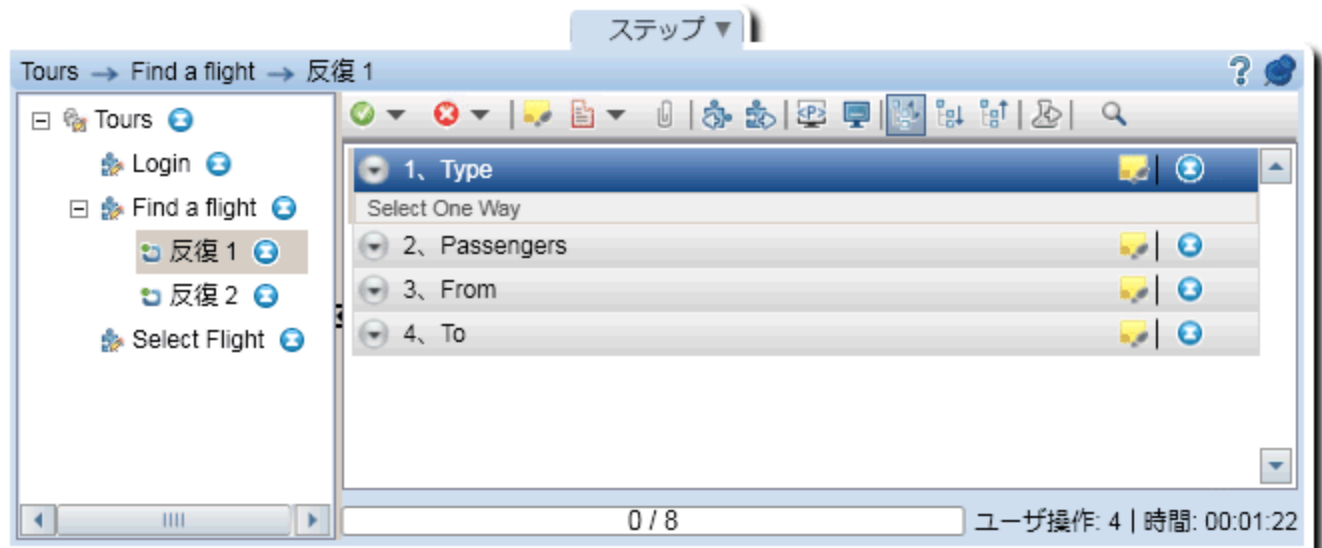 ステップ ▼
Tours → Find a flight → 反復 1
Tours
Login
Find a flight
反復 1
反復 2
Select Flight
<P>
1、Type
Select One Way
2、Passengers
3、From
4、To
0 / 8
ユーザ操作: 4 | 時間: 00:01:22